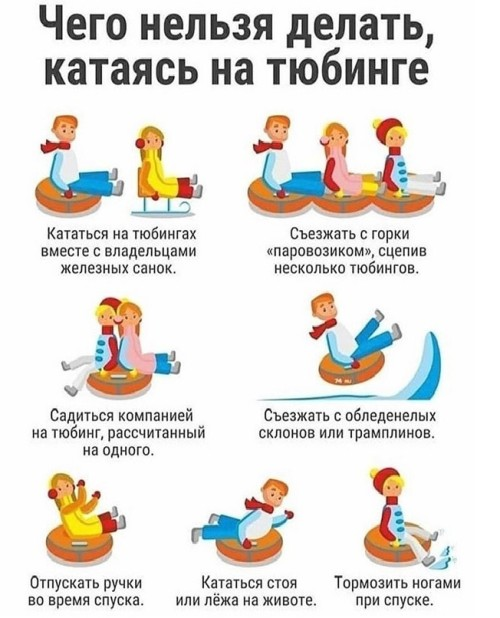 Чего нельзя делать,
катаясь на тюбинге
Кататься на тюбингах
вместе с владельцами
железных санок.
Съезжать с горки
«паровозиком», сцепив
несколько тюбингов.
Садиться компанией
на тюбинг, рассчитанный
на одного.
Съезжать с обледенелых
склонов или трамплинов.
Отпускать ручки
во время спуска.
Кататься стоя
или лёжа на животе.
Тормозить ногами
при спуске.